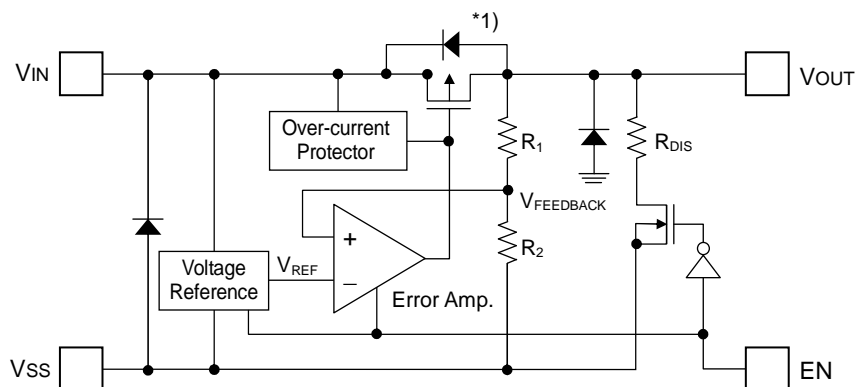 *1)
VIN
VOUT
Over-current
Protector
R1
RDIS
VFEEDBACK
+
Voltage
Reference
VREF
−
R2
Error Amp.
VSS
EN